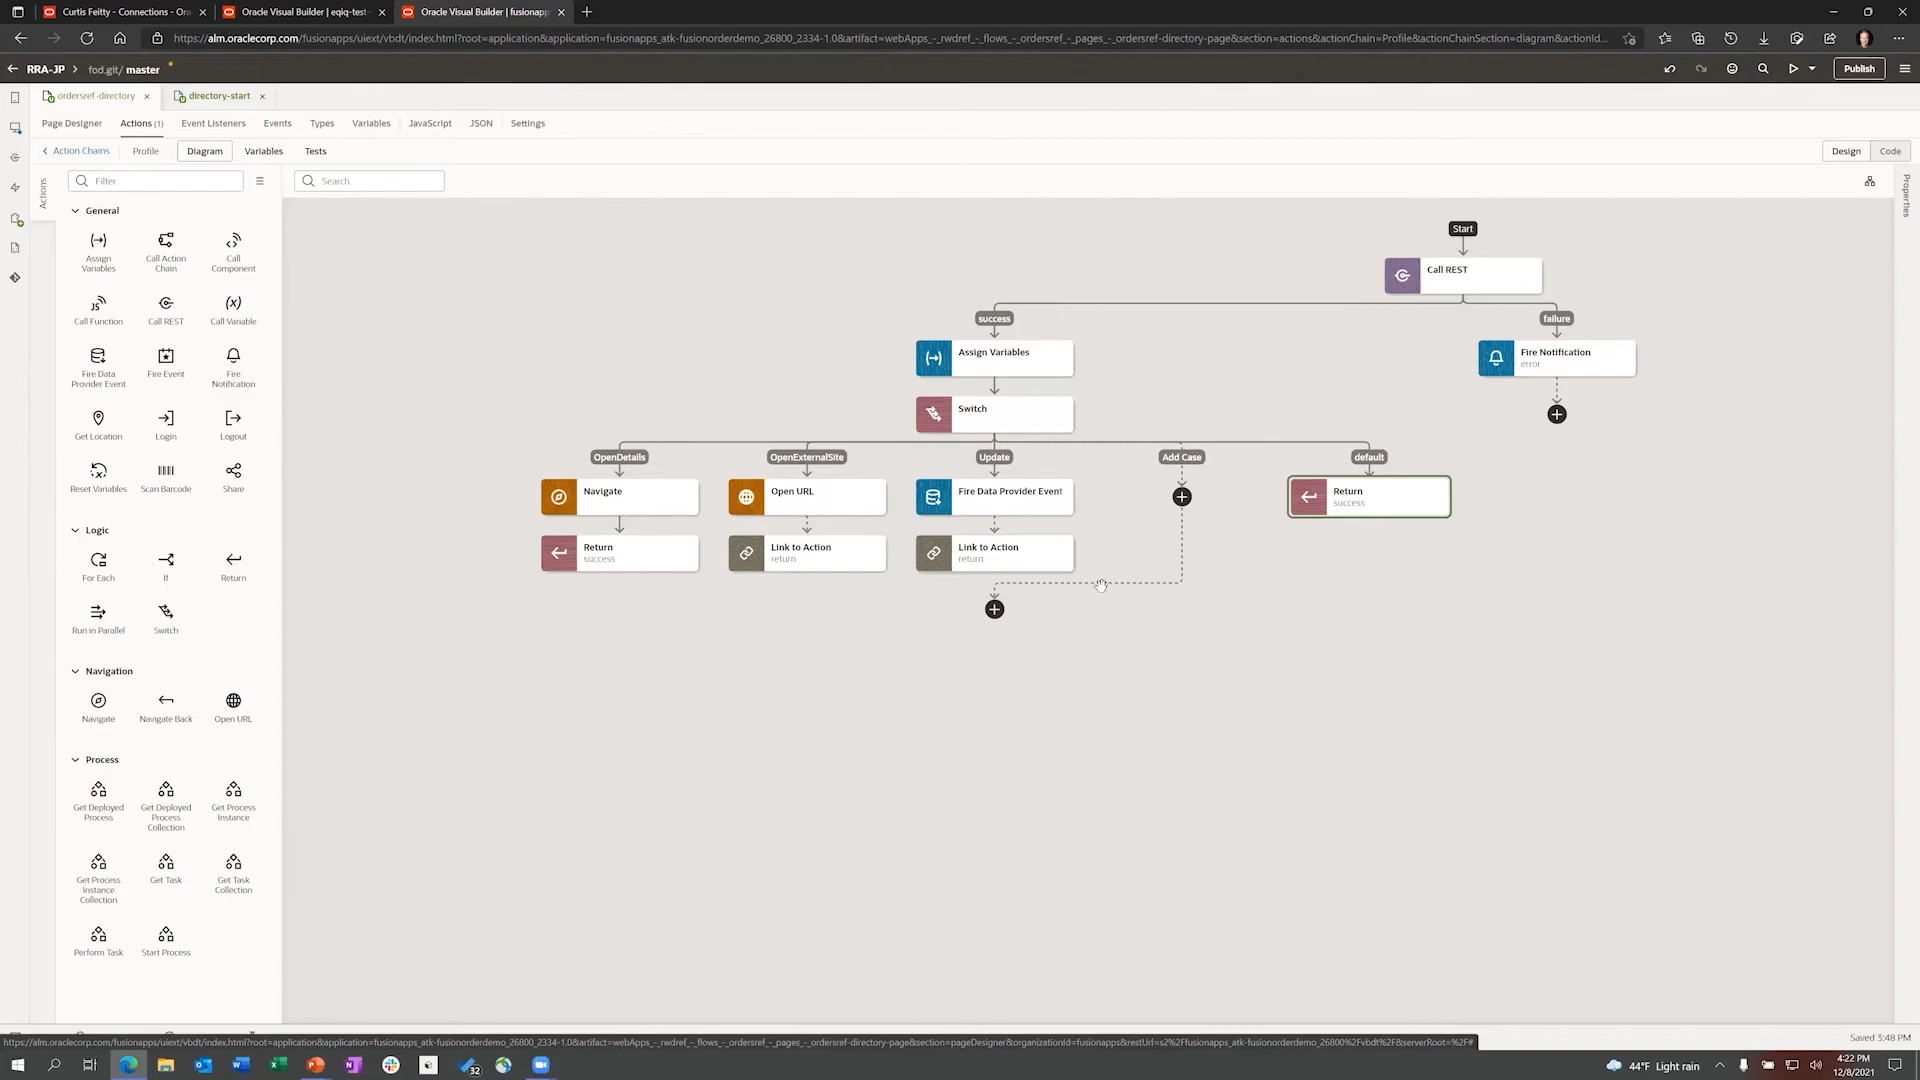 Curtis Feitty - Connections - Or
Oracle Visual Builder | eqiq-test-
Oracle Visual Builder | fusionapp
https://alm.oraclecorp.com/fusionapps/uiext/vbdt/index.html?root=application&application=fusionapps_atk-fusionorderdemo_26800_2334-1.0&artifact=webApps_-_rwdref_-_flows_-_ordersref_-_pages_-_ordersref-directory-page&section=actions&actionChain=Profile&actionChainSection=diagram&actionId...
RRA-JP > fod.git/ master
Publish
ordersref-directory
directory-start
Page Designer
Actions (1)
Event Listeners
Events
Types
Variables
JavaScript
JSON
Settings
Action Chains
Profile
Diagram
Variables
Tests
Design
Code
Actions
Filter
Search
Properties
General
Assign Variables
Call Action Chain
Call Component
Call Function
Call REST
Call Variable
Fire Data Provider Event
Fire Event
Fire Notification
Get Location
Login
Logout
Reset Variables
Scan Barcode
Share
Logic
For Each
If
Return
Run in Parallel
Switch
Navigation
Navigate
Navigate Back
Open URL
Process
Get Deployed Process
Get Deployed Process Collection
Get Process Instance
Get Process Instance Collection
Get Task
Get Task Collection
Perform Task
Start Process
Start
Call REST
success
failure
Assign Variables
Fire Notification
error
Switch
OpenDetails
OpenExternalSite
Update
Add Case
default
Navigate
Open URL
Fire Data Provider Event
Return
success
Return
success
Link to Action
return
Link to Action
return
https://alm.oraclecorp.com/fusionapps/uiext/vbdt/index.html?root=application&application=fusionapps_atk-fusionorderdemo_26800_2334-1.0&artifact=webApps_-_rwdref_-_flows_-_ordersref_-_pages_-_ordersref-directory-page&section=pageDesigner&organizationId=fusionapps&restUrl=s2%2Ffusionapps_atk-fusionorderdemo_26800%2Fvbdt%2F&serverRoot=%2F#
Saved 3:48 PM
32
44°F Light rain
4:22 PM
12/8/2021